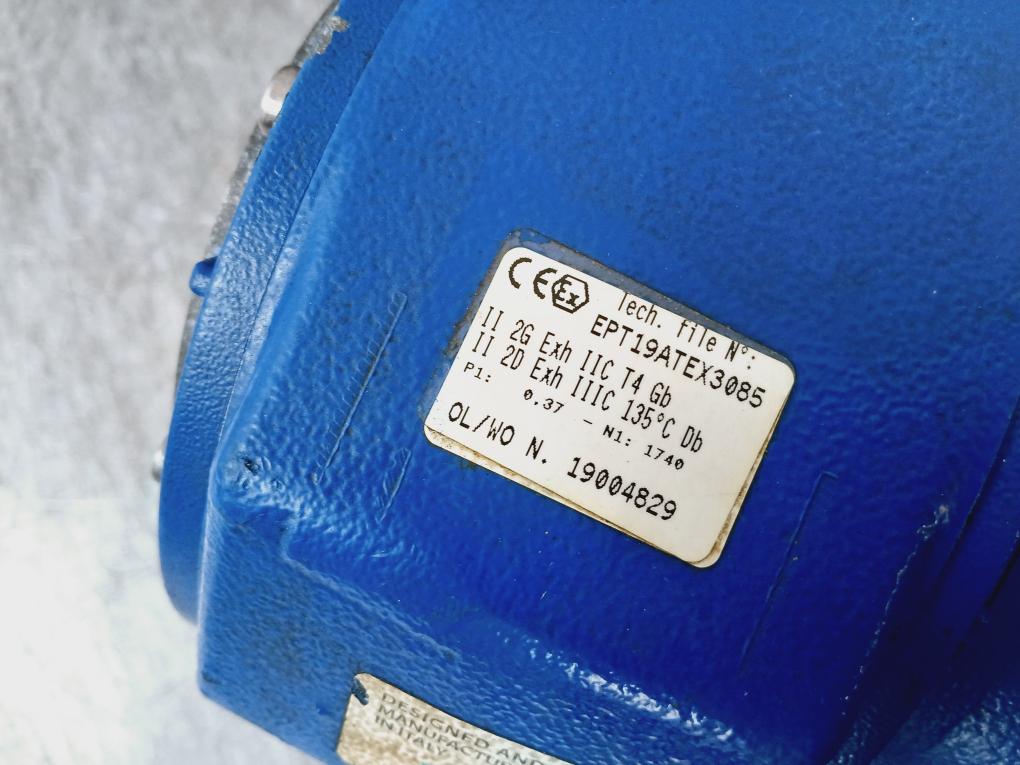 CE Ex Tech. file N°:
EPT19ATEX3085
II 2G Exh IIC T4 Gb
II 2D Exh IIIC 135°C Db
P1: 0.37 - N1: 1740
OL/WO N. 19004829
DESIGNED AND
MANUFACTU
IN ITALY